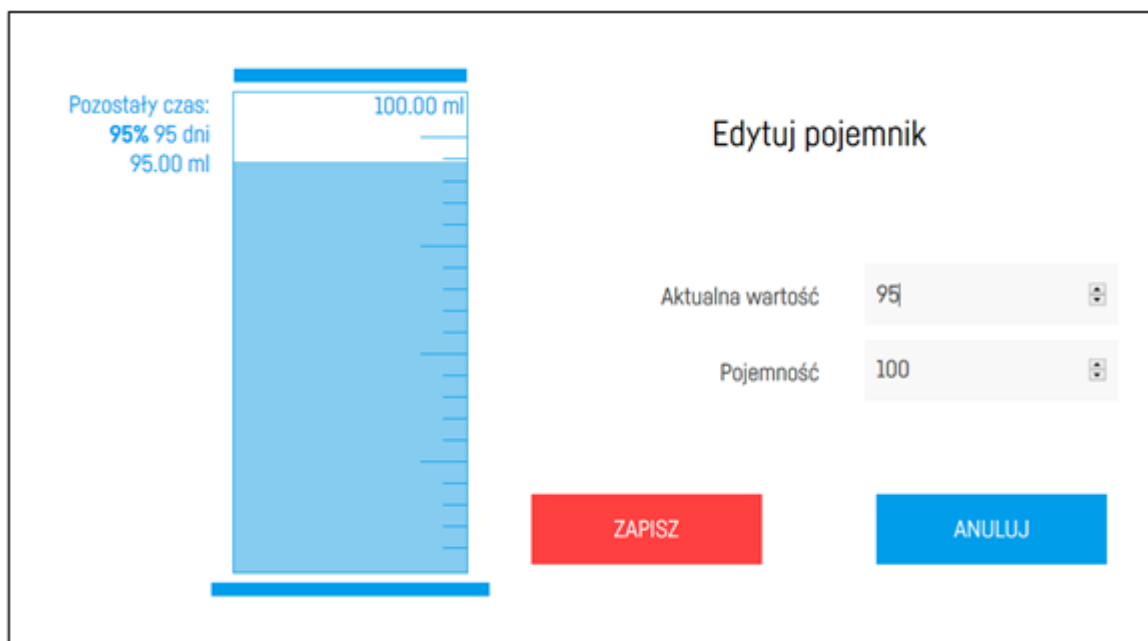 Pozostały czas:
95% 95 dni
95.00 ml
100.00 ml
Edytuj pojemnik
Aktualna wartość
95
Pojemność
100
ZAPISZ
ANULUJ